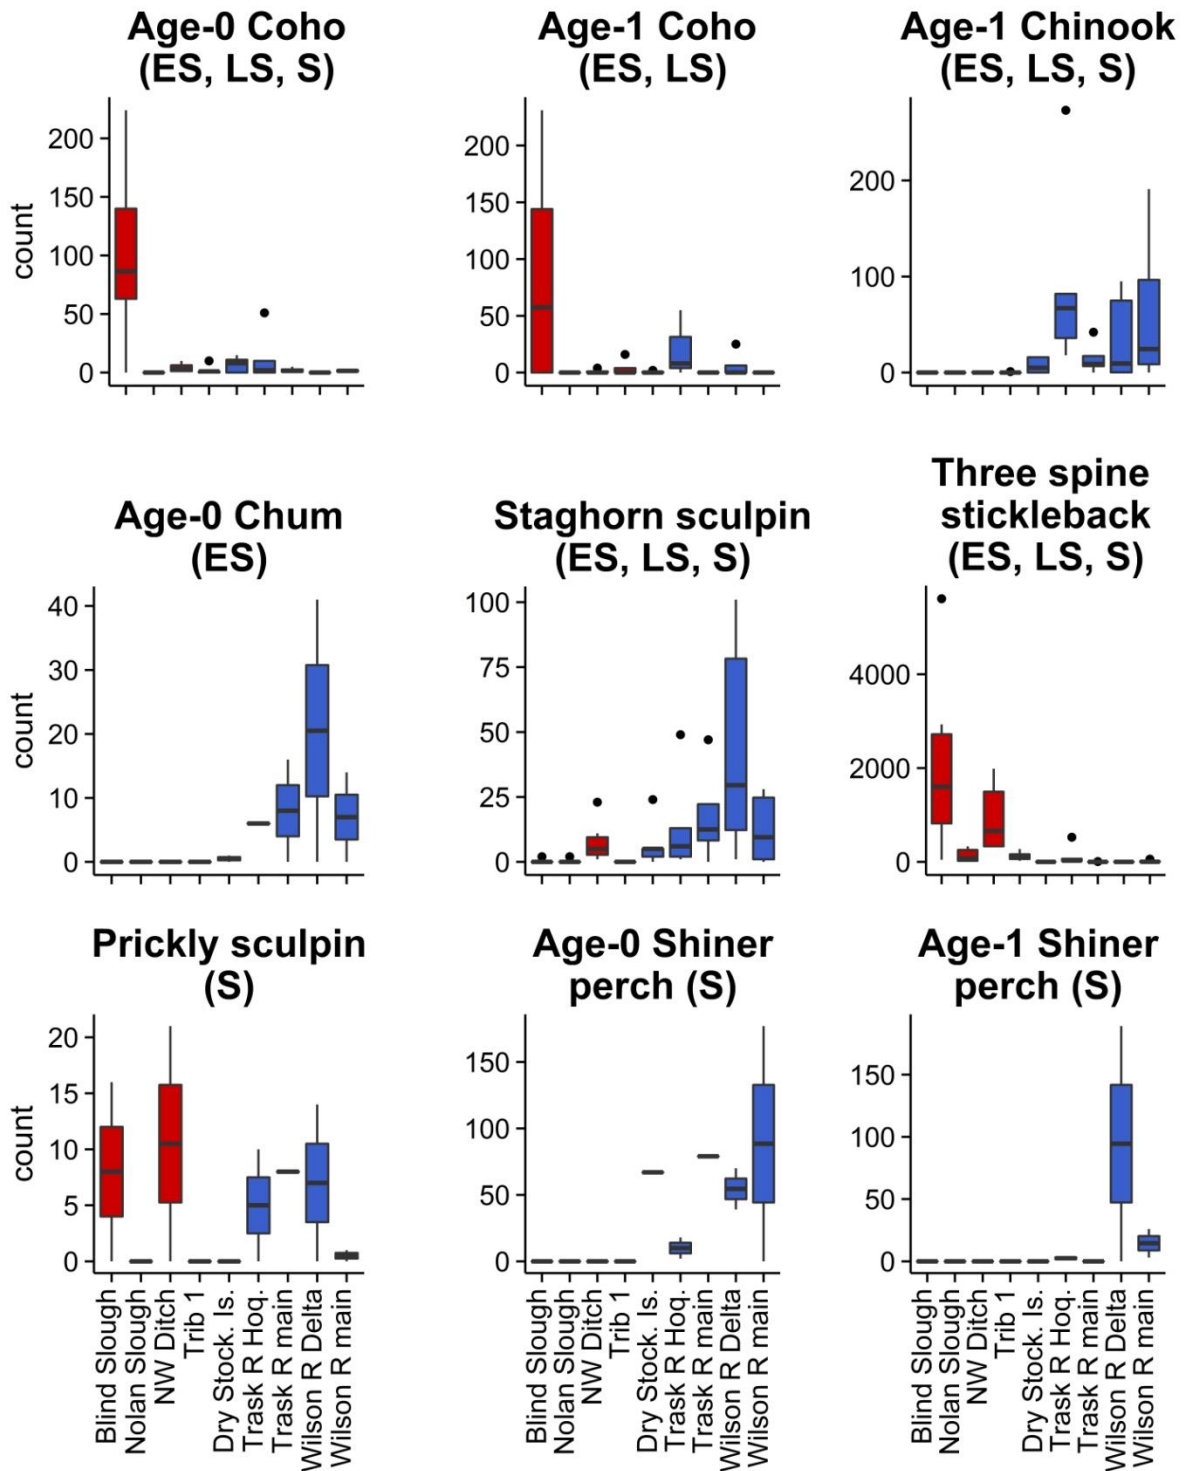 Age-0 Coho
(ES, LS, S)
Age-1 Coho
(ES, LS)
Age-1 Chinook
(ES, LS, S)
count
200
150
100
50
0
200
150
100
50
0
200
100
0
Age-0 Chum
(ES)
Staghorn sculpin
(ES, LS, S)
Three spine
stickleback
(ES, LS, S)
count
40
30
20
10
0
100
75
50
25
0
4000
2000
0
Prickly sculpin
(S)
Age-0 Shiner
perch (S)
Age-1 Shiner
perch (S)
count
20
15
10
5
0
150
100
50
0
150
100
50
0
Blind Slough
Nolan Slough
NW Ditch
Trib 1
Dry Stock. Is.
Trask R Hoq.
Trask R main
Wilson R Delta
Wilson R main
Blind Slough
Nolan Slough
NW Ditch
Trib 1
Dry Stock. Is.
Trask R Hoq.
Trask R main
Wilson R Delta
Wilson R main
Blind Slough
Nolan Slough
NW Ditch
Trib 1
Dry Stock. Is.
Trask R Hoq.
Trask R main
Wilson R Delta
Wilson R main